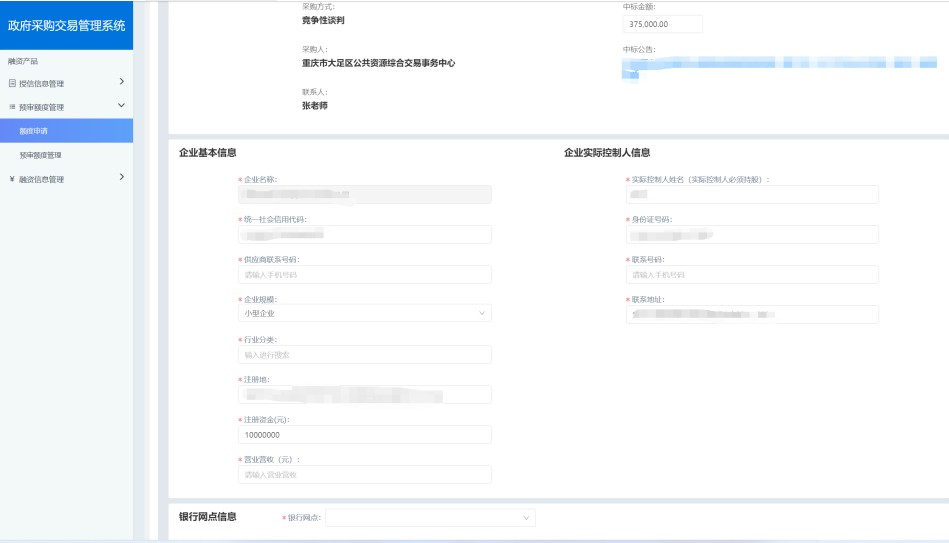 政府采购交易管理系统
融资产品
授信信息管理
预审额度管理
额度申请
预审额度管理
¥ 融资信息管理
采购方式：
竞争性谈判
采购人：
重庆市大足区公共资源综合交易事务中心
联系人：
张老师
中标金额：
375,000.00
中标公告：
企业基本信息
* 企业名称：
* 统一社会信用代码：
* 供应商联系号码：
请输入手机号码
* 企业规模：
小型企业
* 行业分类：
输入进行搜索
* 注册地：
* 注册资金(元)：
10000000
* 营业营收（元）：
请输入营业营收
企业实际控制人信息
* 实际控制人姓名（实际控制人必须持股）：
* 身份证号码：
* 联系号码：
请输入手机号码
* 联系地址：
银行网点信息
* 银行网点：